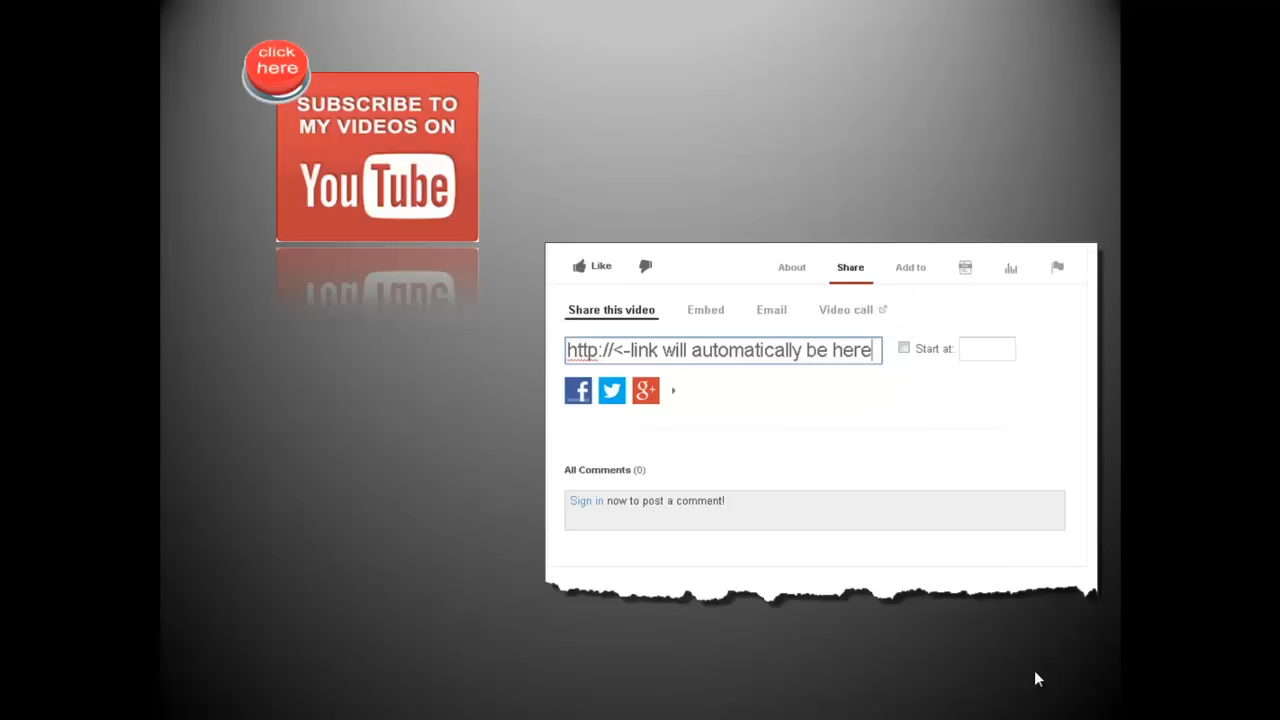 click
here
SUBSCRIBE TO
MY VIDEOS ON
YouTube
Like
About
Share
Add to
Share this video
Embed
Email
Video call
http://<-link will automatically be here
Start at:
f
g+
All Comments (0)
Sign in now to post a comment!